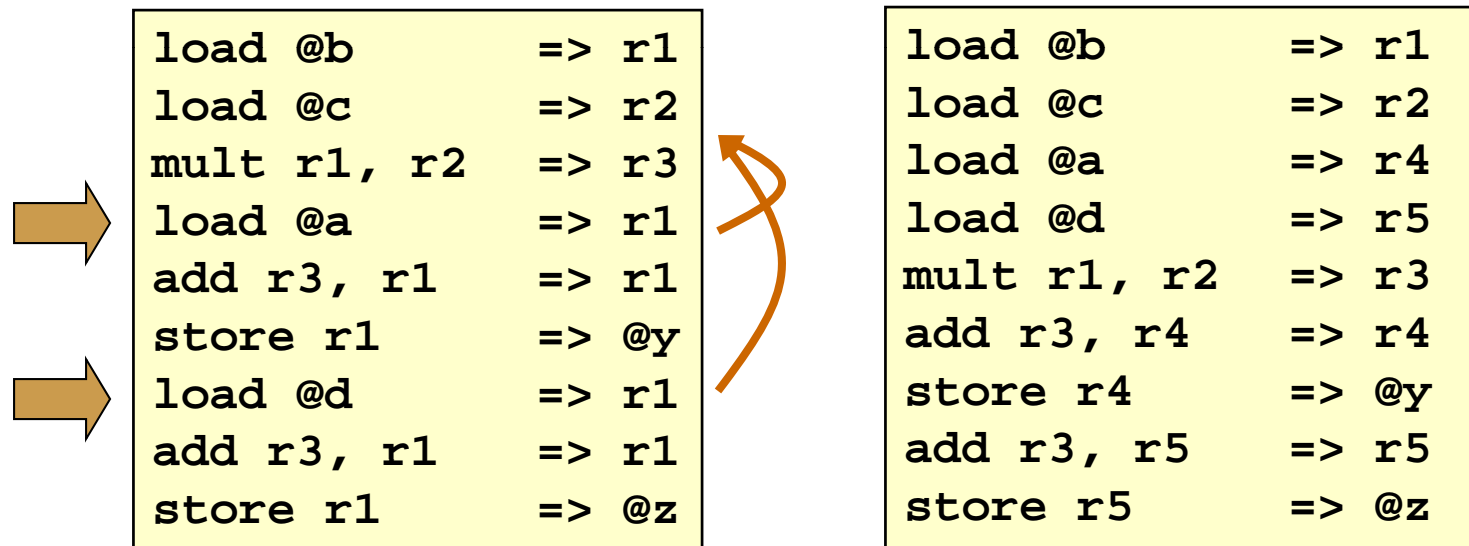 load @b => r1
load @c => r2
mult r1, r2 => r3
load @a => r1
add r3, r1 => r1
store r1 => @y
load @d => r1
add r3, r1 => r1
store r1 => @z
load @b => r1
load @c => r2
load @a => r4
load @d => r5
mult r1, r2 => r3
add r3, r4 => r4
store r4 => @y
add r3, r5 => r5
store r5 => @z